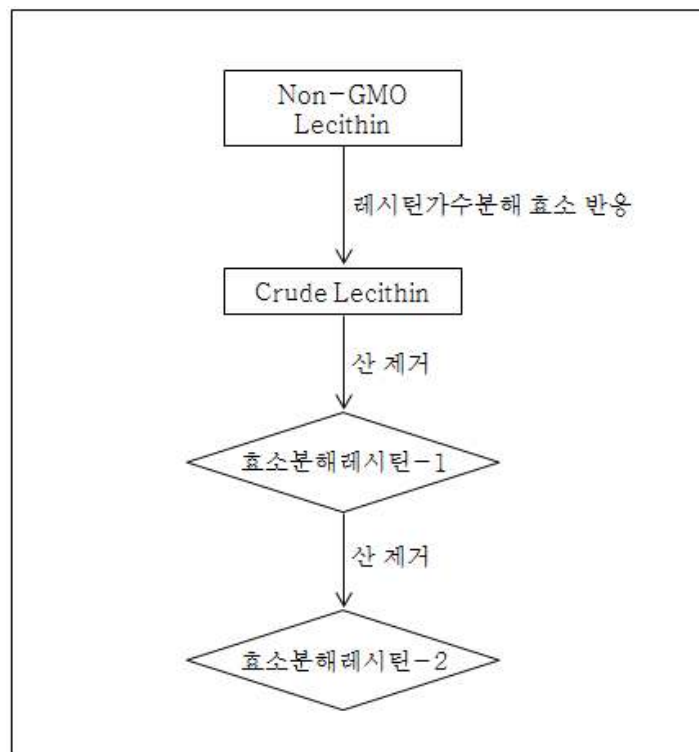 Non-GMO
Lecithin
레시틴가수분해 효소 반응
Crude Lecithin
산 제거
효소분해레시틴-1
산 제거
효소분해레시틴-2